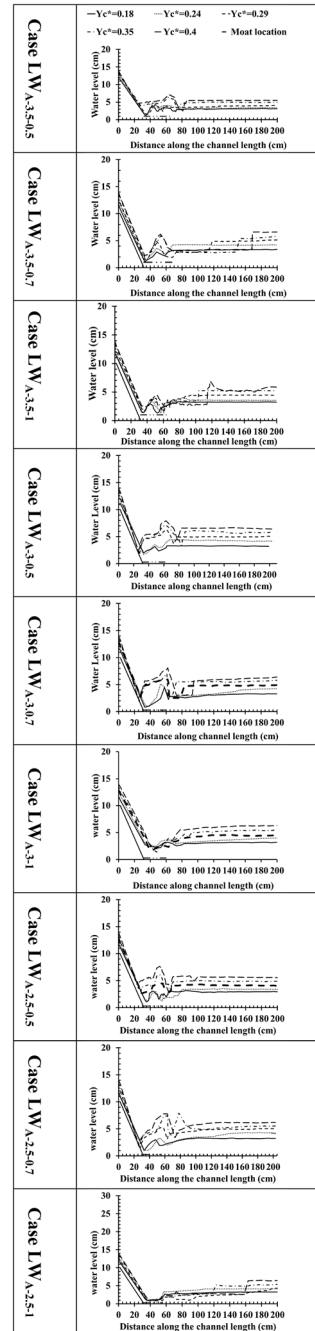 Yc*=0.18 Yc*=0.24 Yc*=0.29
Yc*=0.35 Yc*=0.4 Moat location
Case LWA-3.5-0.5
Water level (cm)
20
15
10
5
0
0 20 40 60 80 100 120 140 160 180 200
Distance along the channel length (cm)
Case LWA-3.5-0.7
Water level (cm)
20
15
10
5
0
0 20 40 60 80 100 120 140 160 180 200
Distance along the channel length (cm)
Case LWA-3.5-1
Water level (cm)
20
15
10
5
0
0 20 40 60 80 100 120 140 160 180 200
Distance along the channel length (cm)
Case LWA-3-0.5
Water Level (cm)
20
15
10
5
0
0 20 40 60 80 100 120 140 160 180 200
Distance along the channel length (cm)
Case LWA-3.0.7
Water Level (cm)
20
15
10
5
0
0 20 40 60 80 100 120 140 160 180 200
Distance along the channel length (cm)
Case LWA-3-1
water level (cm)
20
15
10
5
0
0 20 40 60 80 100 120 140 160 180 200
Distance along channel length (cm)
Case LWA-2.5-0.5
water level (cm)
20
15
10
5
0
0 20 40 60 80 100 120 140 160 180 200
Distance along the channel length (cm)
Case LWA-2.5-0.7
water level (cm)
20
15
10
5
0
0 20 40 60 80 100 120 140 160 180 200
Distance along the channel length (cm)
Case LWA-2.5-1
water level (cm)
30
20
15
10
5
0
0 20 40 60 80 100 120 140 160 180 200
Distance along the channel length (cm)